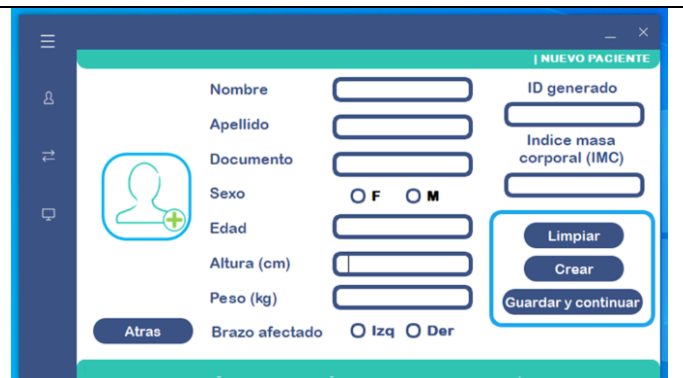 | NUEVO PACIENTE
Nombre
Apellido
Documento
Sexo
F M
Edad
Altura (cm)
Peso (kg)
Brazo afectado
Izq Der
ID generado
Indice masa
corporal (IMC)
Limpiar
Crear
Guardar y continuar
Atras